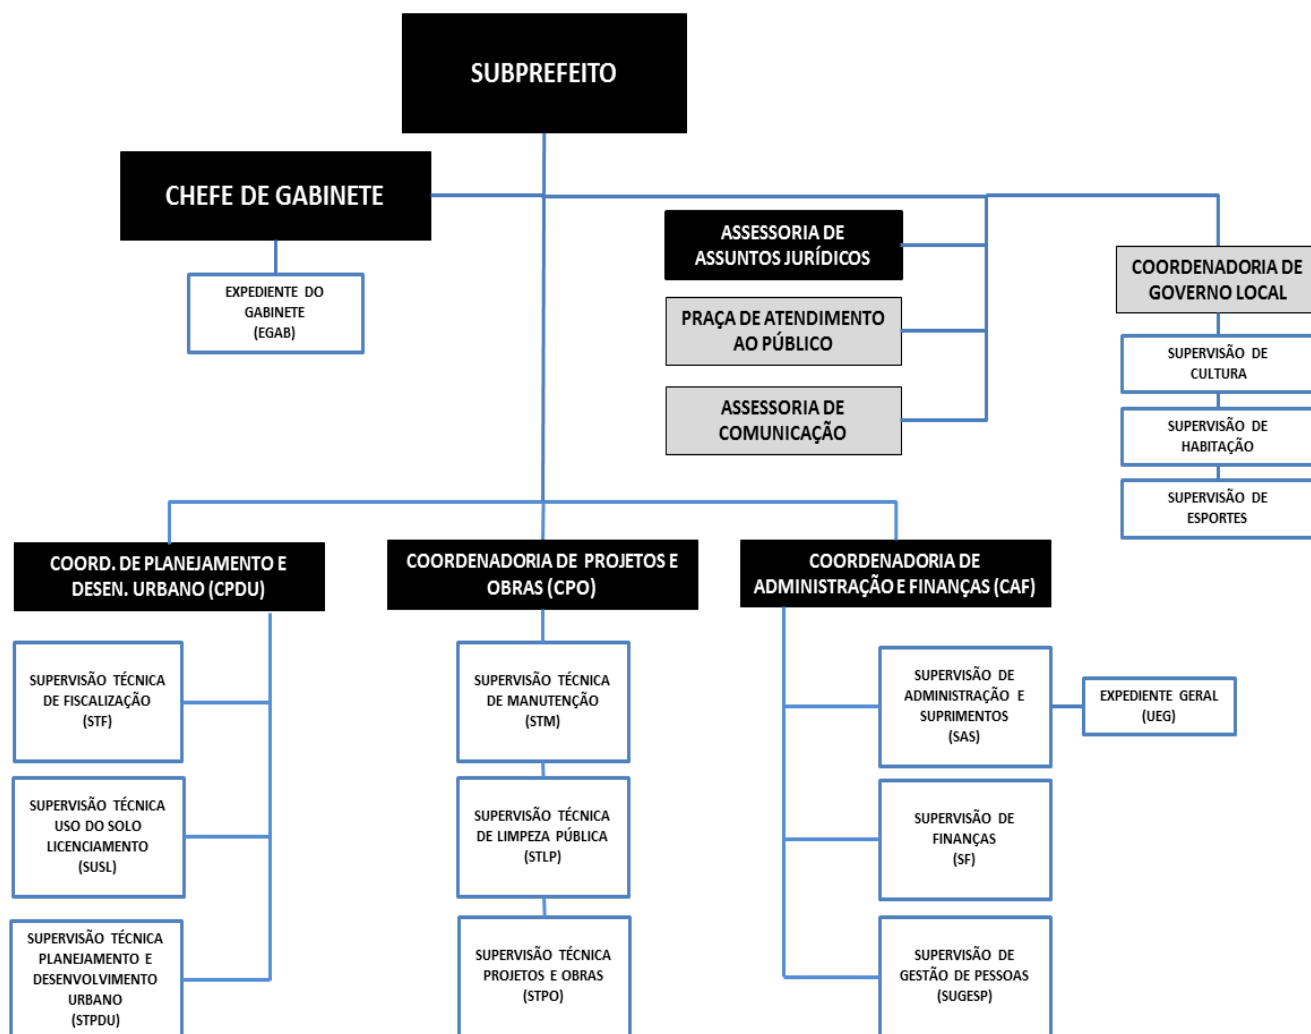 SUBPREFEITO
CHEFE DE GABINETE
EXPEDIENTE DO
GABINETE
(EGAB)
ASSESSORIA DE
ASSUNTOS JURÍDICOS
PRAÇA DE ATENDIMENTO
AO PÚBLICO
ASSESSORIA DE
COMUNICAÇÃO
COORDENADORIA DE
GOVERNO LOCAL
SUPERVISÃO DE
CULTURA
SUPERVISÃO DE
HABITAÇÃO
SUPERVISÃO DE
ESPORTES
COORD. DE PLANEJAMENTO E
DESEN. URBANO (CPDU)
SUPERVISÃO TÉCNICA
DE FISCALIZAÇÃO
(STF)
SUPERVISÃO TÉCNICA
USO DO SOLO
LICENCIAMENTO
(SUSL)
SUPERVISÃO TÉCNICA
PLANEJAMENTO E
DESENVOLVIMENTO
URBANO
(STPDU)
COORDENADORIA DE PROJETOS E
OBRAS (CPO)
SUPERVISÃO TÉCNICA
DE MANUTENÇÃO
(STM)
SUPERVISÃO TÉCNICA
DE LIMPEZA PÚBLICA
(STLP)
SUPERVISÃO TÉCNICA
PROJETOS E OBRAS
(STPO)
COORDENADORIA DE
ADMINISTRAÇÃO E FINANÇAS (CAF)
SUPERVISÃO DE
ADMINISTRAÇÃO E
SUPRIMENTOS
(SAS)
EXPEDIENTE GERAL
(UEG)
SUPERVISÃO DE
FINANÇAS
(SF)
SUPERVISÃO DE
GESTÃO DE PESSOAS
(SUGESP)